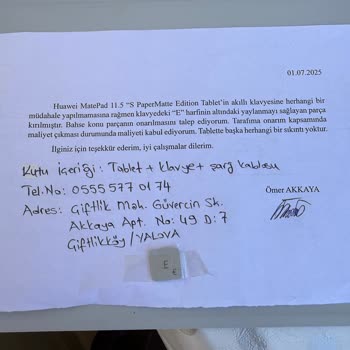 01.07.2025
Huawei MatePad 11.5 "S PaperMatte Edition Tablet'in akıllı klavyesine herhangi bir
müdahale yapılmamasına rağmen klavyedeki "E" harfinin altındaki yaylanmayı sağlayan parça
kırılmıştır. Bahse konu parçanın onarılmasını talep ediyorum. Tarafıma onarım kapsamında
maliyet çıkması durumunda maliyeti kabul ediyorum. Tablette başka herhangi bir sıkıntı yoktur.
İlginiz için teşekkür ederim, iyi çalışmalar dilerim.
Kutu içeriği: Tablet + klavye + şarj kablosu
Tel.No: 0555 577 01 74
Ömer AKKAYA
Adres: Çiftlik Mah. Güvercin Sk.
Akkaya Apt. No: 49 D: 7
Çiftlikköy / YALOVA
E
€